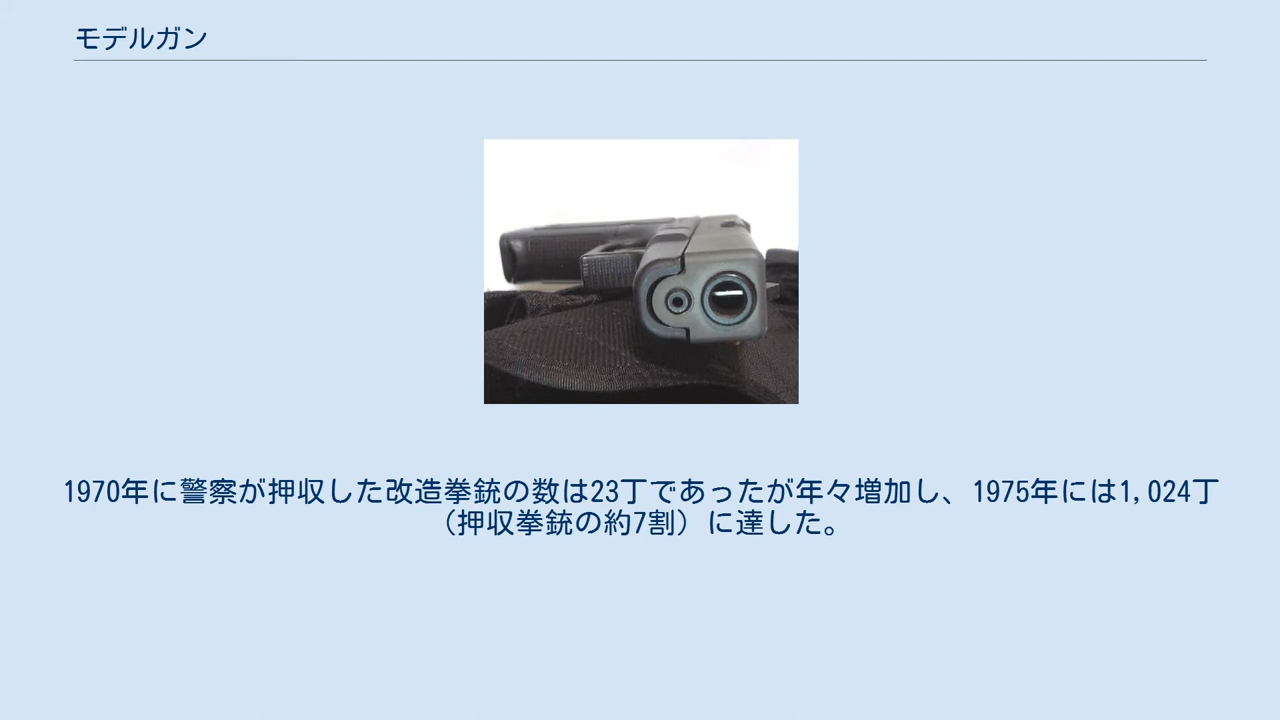 モデルガン
1970年に警察が押収した改造拳銃の数は23丁であったが年々増加し、1975年には1,024丁
（押収拳銃の約7割）に達した。